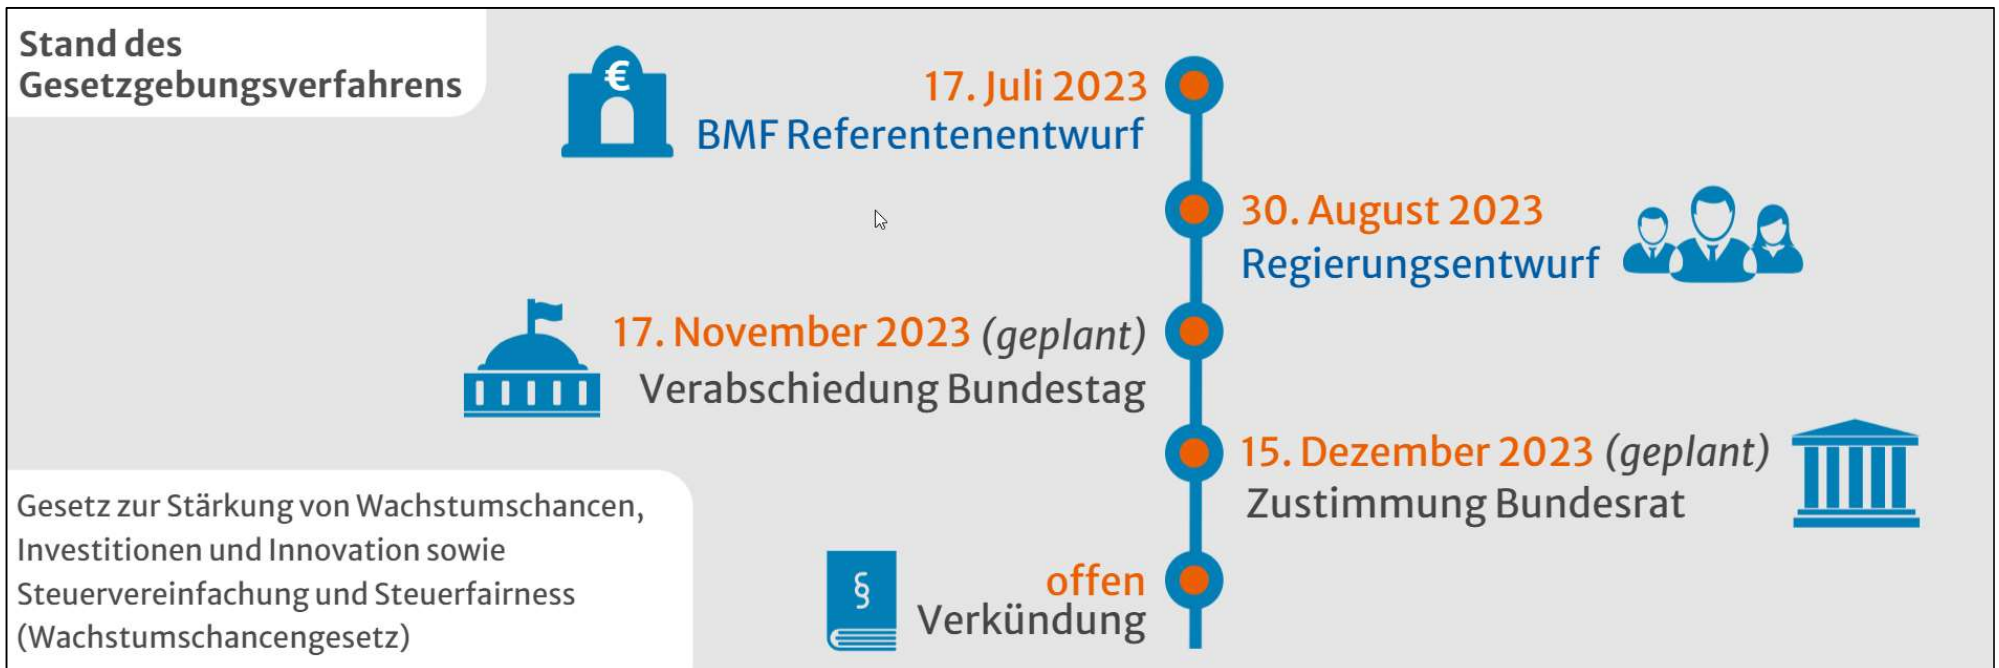 Stand des
Gesetzgebungsverfahrens
€
17. Juli 2023
BMF Referentenentwurf
30. August 2023
Regierungsentwurf
17. November 2023 (geplant)
Verabschiedung Bundestag
15. Dezember 2023 (geplant)
Zustimmung Bundesrat
§
offen
Verkündung
Gesetz zur Stärkung von Wachstumschancen,
Investitionen und Innovation sowie
Steuervereinfachung und Steuerfairness
(Wachstumschancengesetz)